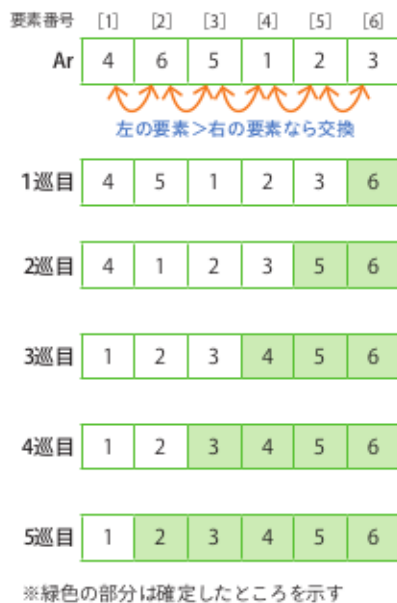 要素番号 [1] [2] [3] [4] [5] [6]
Ar 4 6 5 1 2 3
左の要素＞右の要素なら交換
1巡目 4 5 1 2 3 6
2巡目 4 1 2 3 5 6
3巡目 1 2 3 4 5 6
4巡目 1 2 3 4 5 6
5巡目 1 2 3 4 5 6
※緑色の部分は確定したところを示す